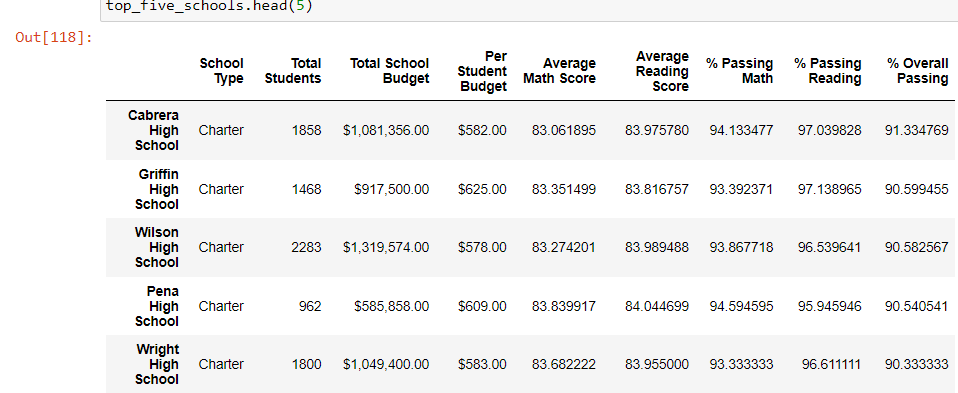 top_five_schools.head(5)
Out[118]:
School Type Total Students Total School Budget Per Student Budget Average Math Score Average Reading Score % Passing Math % Passing Reading % Overall Passing
Cabrera High School Charter 1858 $1,081,356.00 $582.00 83.061895 83.975780 94.133477 97.039828 91.334769
Griffin High School Charter 1468 $917,500.00 $625.00 83.351499 83.816757 93.392371 97.138965 90.599455
Wilson High School Charter 2283 $1,319,574.00 $578.00 83.274201 83.989488 93.867718 96.539641 90.582567
Pena High School Charter 962 $585,858.00 $609.00 83.839917 84.044699 94.594595 95.945946 90.540541
Wright High School Charter 1800 $1,049,400.00 $583.00 83.682222 83.955000 93.333333 96.611111 90.333333